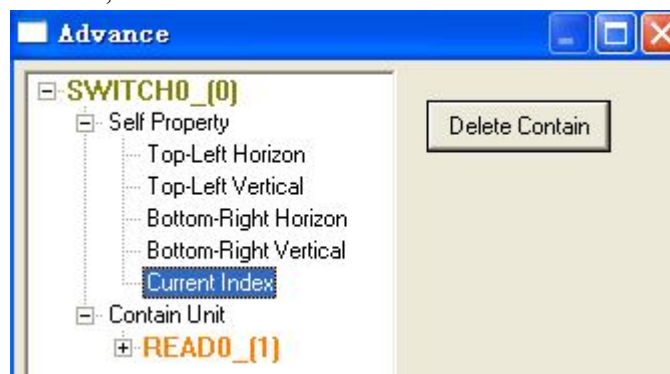 Advance
SWITCH0_(0)
Self Property
Top-Left Horizon
Top-Left Vertical
Bottom-Right Horizon
Bottom-Right Vertical
Current Index
Contain Unit
READ0_(1)
Delete Contain